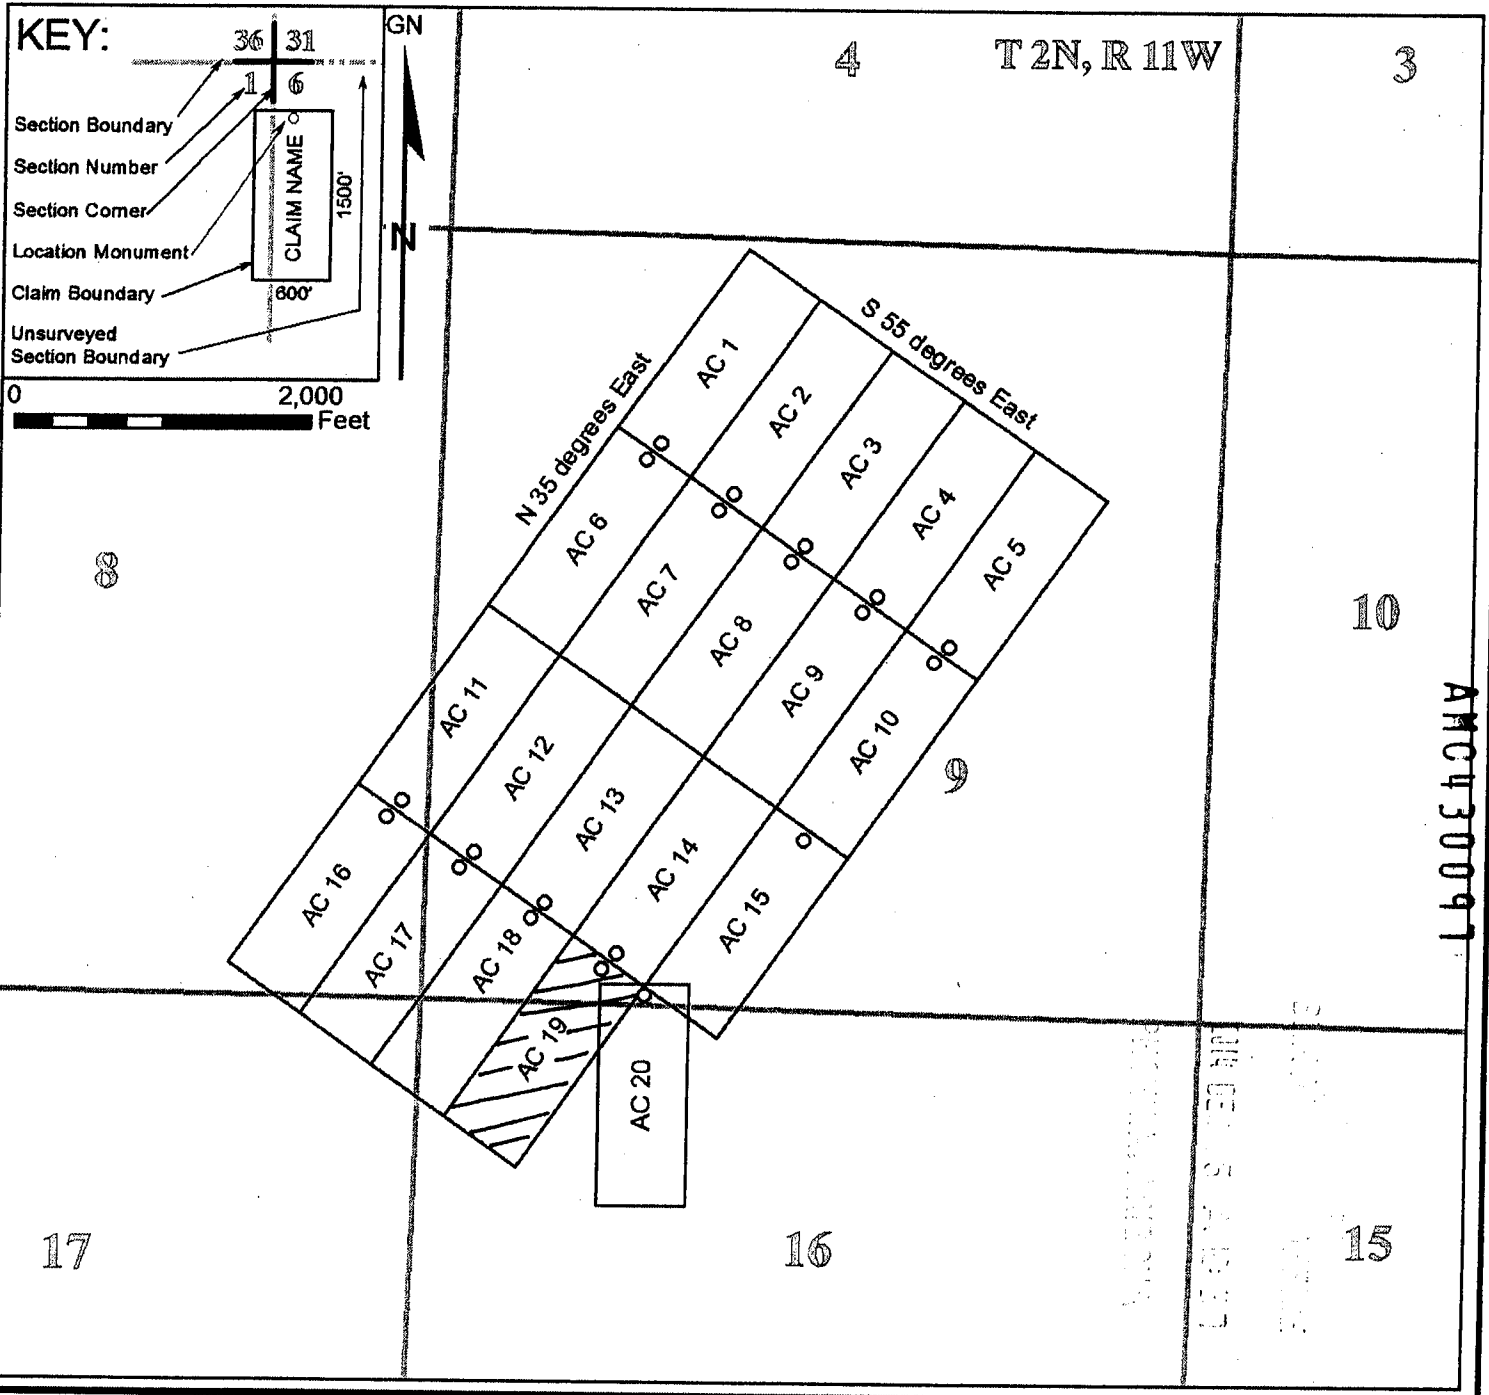 KEY:
36 31
1 6
Section Boundary
Section Number
Section Corner
Location Monument
Claim Boundary
Unsurveyed
Section Boundary
CLAIM NAME
1500'
600'
0 2,000
Feet
GN
N
4 T 2N, R 11W 3
S 55 degrees East
N 35 degrees East
AC 1
AC 2
AC 3
AC 4
AC 5
AC 6
AC 7
AC 8
AC 9
AC 10
AC 11
AC 12
AC 13
AC 14
AC 15
AC 16
AC 17
AC 18
AC 19
AC 20
8
9
10
AMC430097
17
16
15